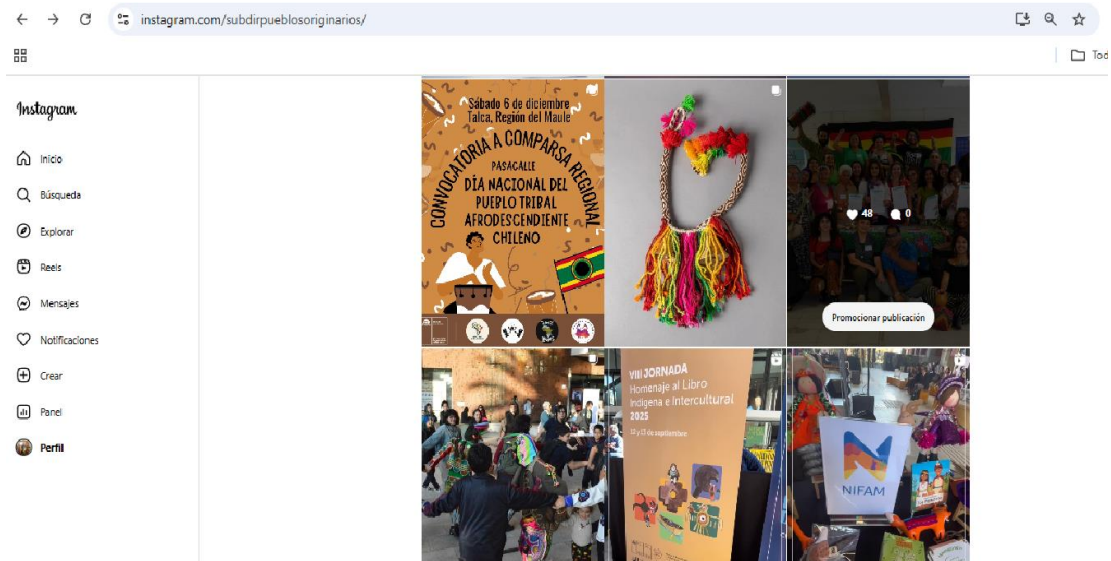 instagram.com/subdirpueblosoriginarios/
Tod
Instagram
Inicio
Búsqueda
Explorar
Reels
Mensajes
Notificaciones
Crear
Panel
Perfil
Sábado 6 de diciembre
Talca, Región del Maule
CONVOCATORIA A COMPARSA REGIONAL
PASACALLE
DÍA NACIONAL DEL
PUEBLO TRIBAL
AFRODESCENDIENTE
CHILENO
48 0
Promocionar publicación
VIII JORNADA
Homenaje al Libro
Indígena e Intercultural
2025
NIFAM